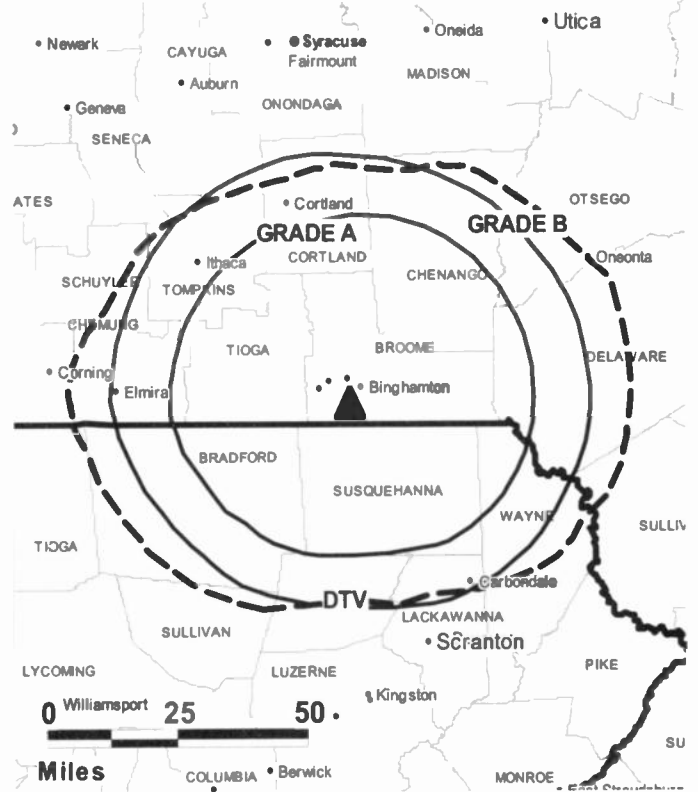 Utica
Oneida
Newark
Syracuse
CAYUGA
Fairmount
MADISON
Auburn
ONONDAGA
Geneva
SENECA
ATES
Cortland
OTSEGO
GRADE B
GRADE A
CORTLAND
Oneonta
Ithaca
CHENANGO
SCHUYLER
TOMPKINS
CHEMUNG
TIOGA
BROOME
DELAWARE
Corning
Elmira
Binghamton
BRADFORD
SUSQUEHANNA
WAYNE
SULLIV
TIOGA
Carbondale
DTV
LACKAWANNA
SULLIVAN
Scranton
LYCOMING
LUZERNE
PIKE
Kingston
Williamsport
0 25 50
SU
Miles
COLUMBIA
Berwick
MONROE